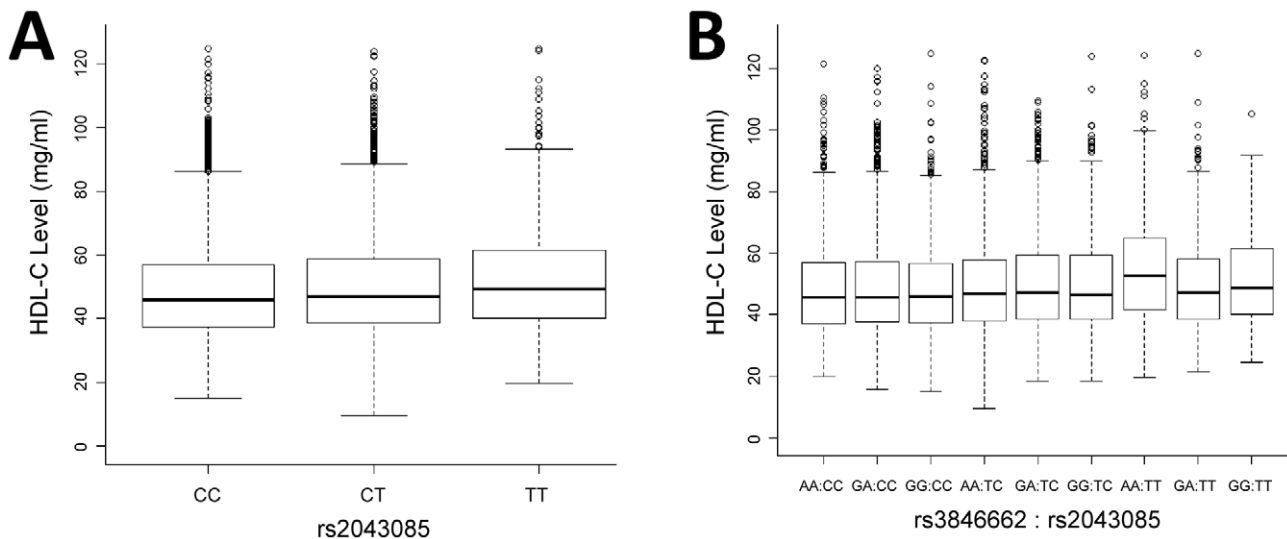 A
HDL-C Level (mg/ml)
120
100
80
60
40
20
0
CC CT TT
rs2043085
B
HDL-C Level (mg/ml)
120
100
80
60
40
20
0
AA:CC GA:CC GG:CC AA:TC GA:TC GG:TC AA:TT GA:TT GG:TT
rs3846662 : rs2043085